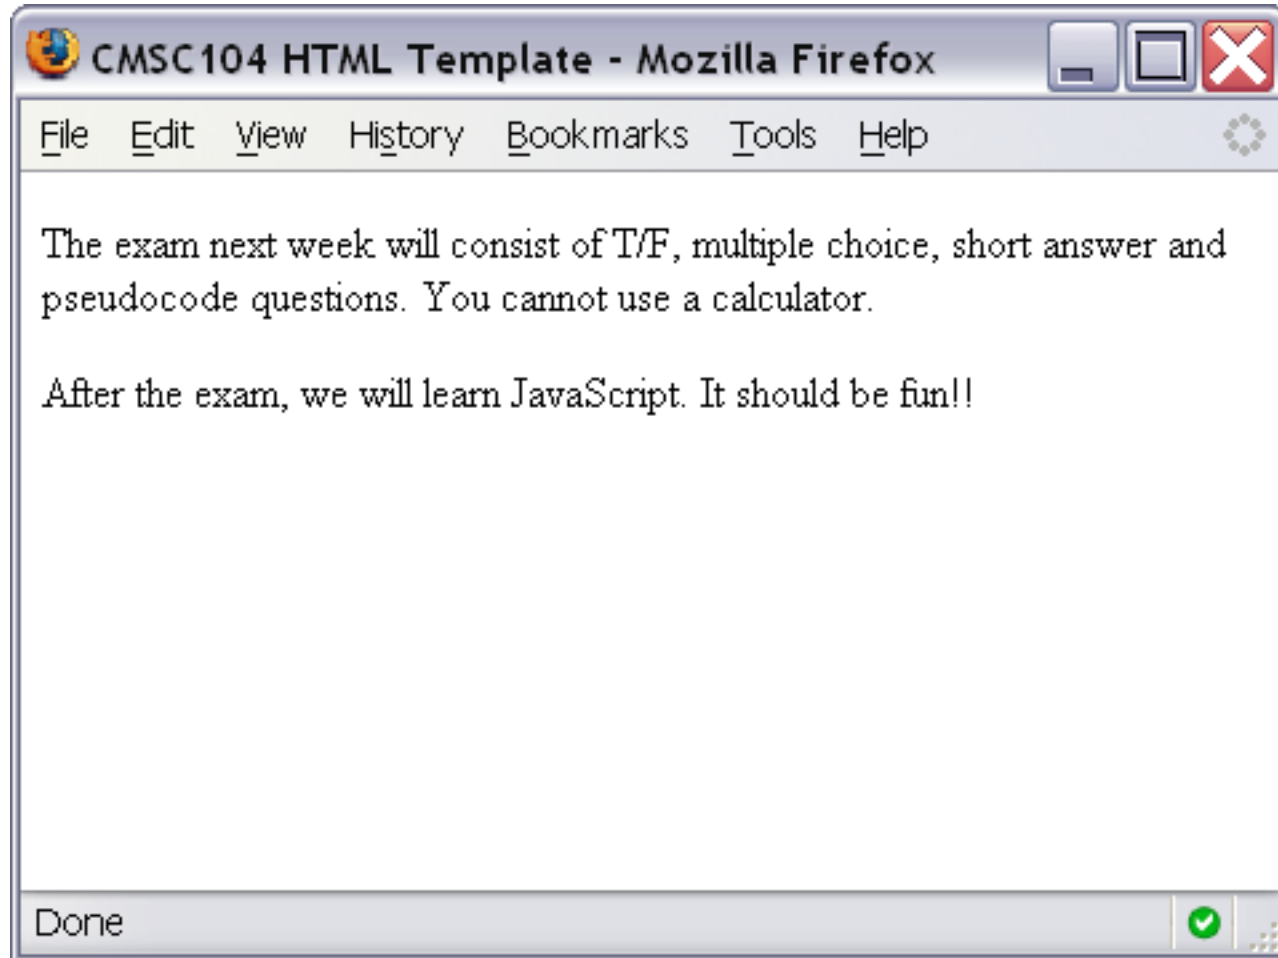 CMSC104 HTML Template - Mozilla Firefox
File Edit View History Bookmarks Tools Help
The exam next week will consist of T/F, multiple choice, short answer and
pseudocode questions. You cannot use a calculator.
After the exam, we will learn JavaScript. It should be fun!!
Done